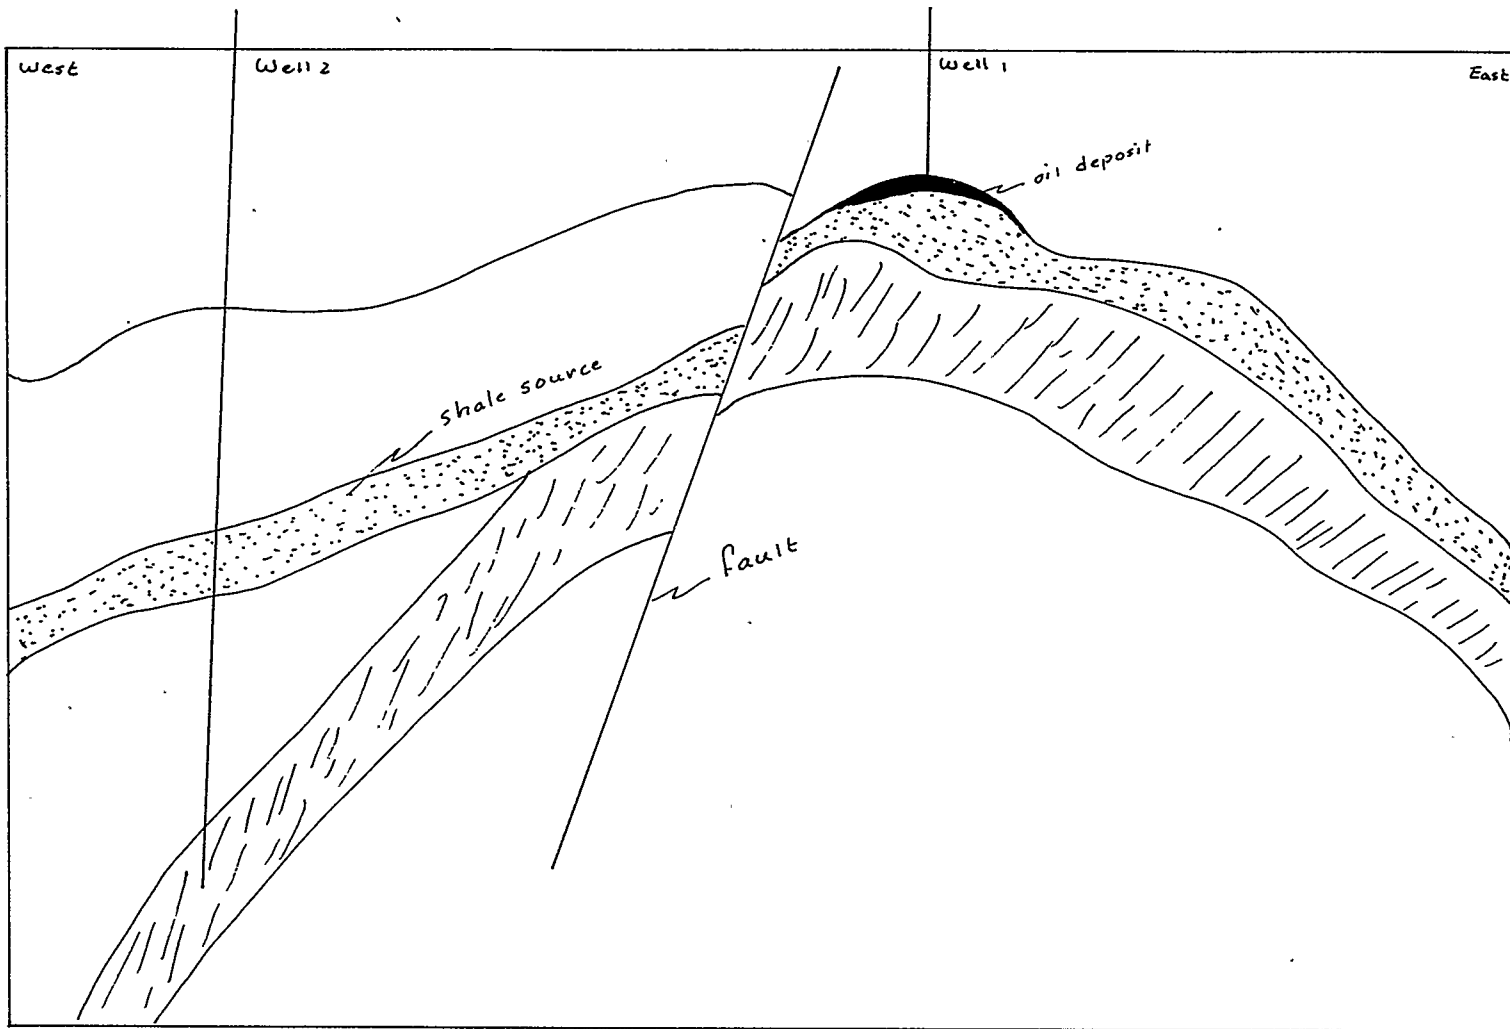 West
Well 2
Well 1
East
oil deposit
shale source
fault